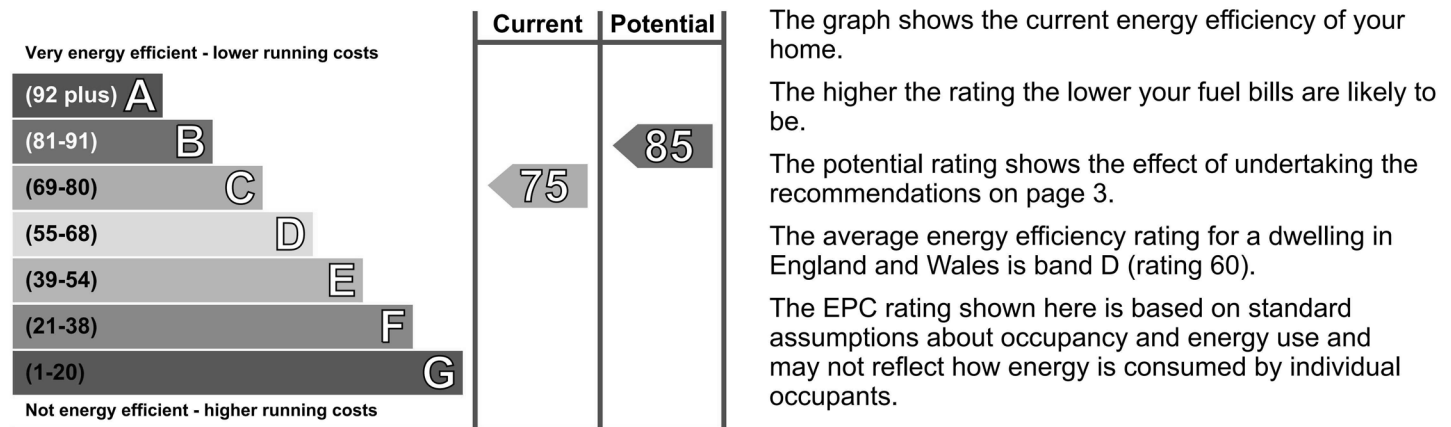 Current Potential
Very energy efficient - lower running costs
(92 plus) A
(81-91) B
85
(69-80) C
75
(55-68) D
(39-54) E
(21-38) F
(1-20) G
Not energy efficient - higher running costs
The graph shows the current energy efficiency of your
home.
The higher the rating the lower your fuel bills are likely to
be.
The potential rating shows the effect of undertaking the
recommendations on page 3.
The average energy efficiency rating for a dwelling in
England and Wales is band D (rating 60).
The EPC rating shown here is based on standard
assumptions about occupancy and energy use and
may not reflect how energy is consumed by individual
occupants.